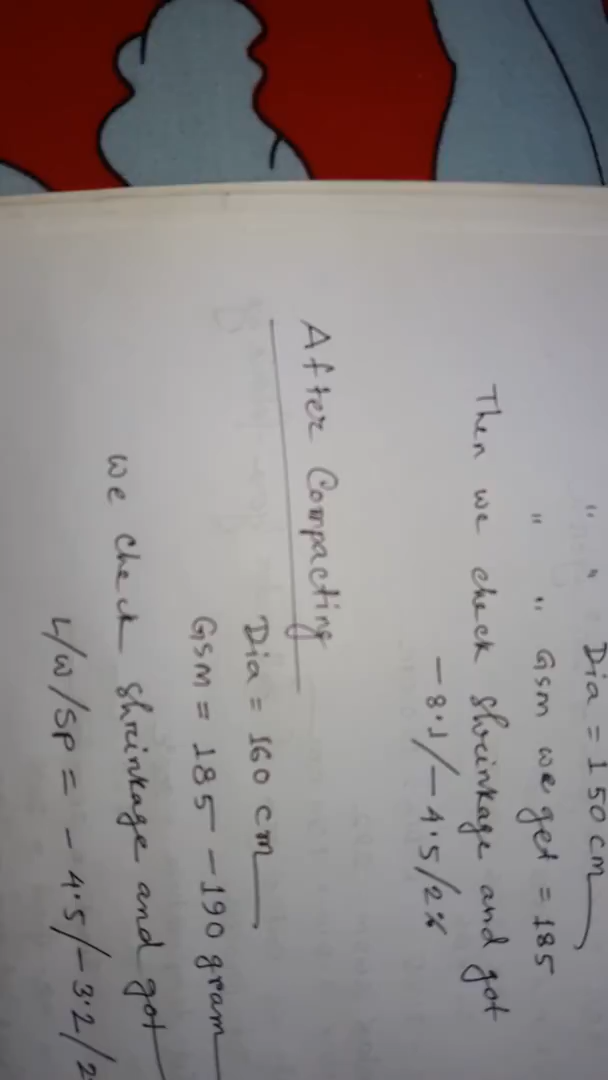 " " Dia = 150 cm
" " Gsm we get = 185
Then we check shrinkage and got
-8.1/-4.5/2%
After Compacting
Dia = 160 cm
Gsm = 185 - 190 gram
We check shrinkage and got
L/W/SP = - 4.5/-3.2/2